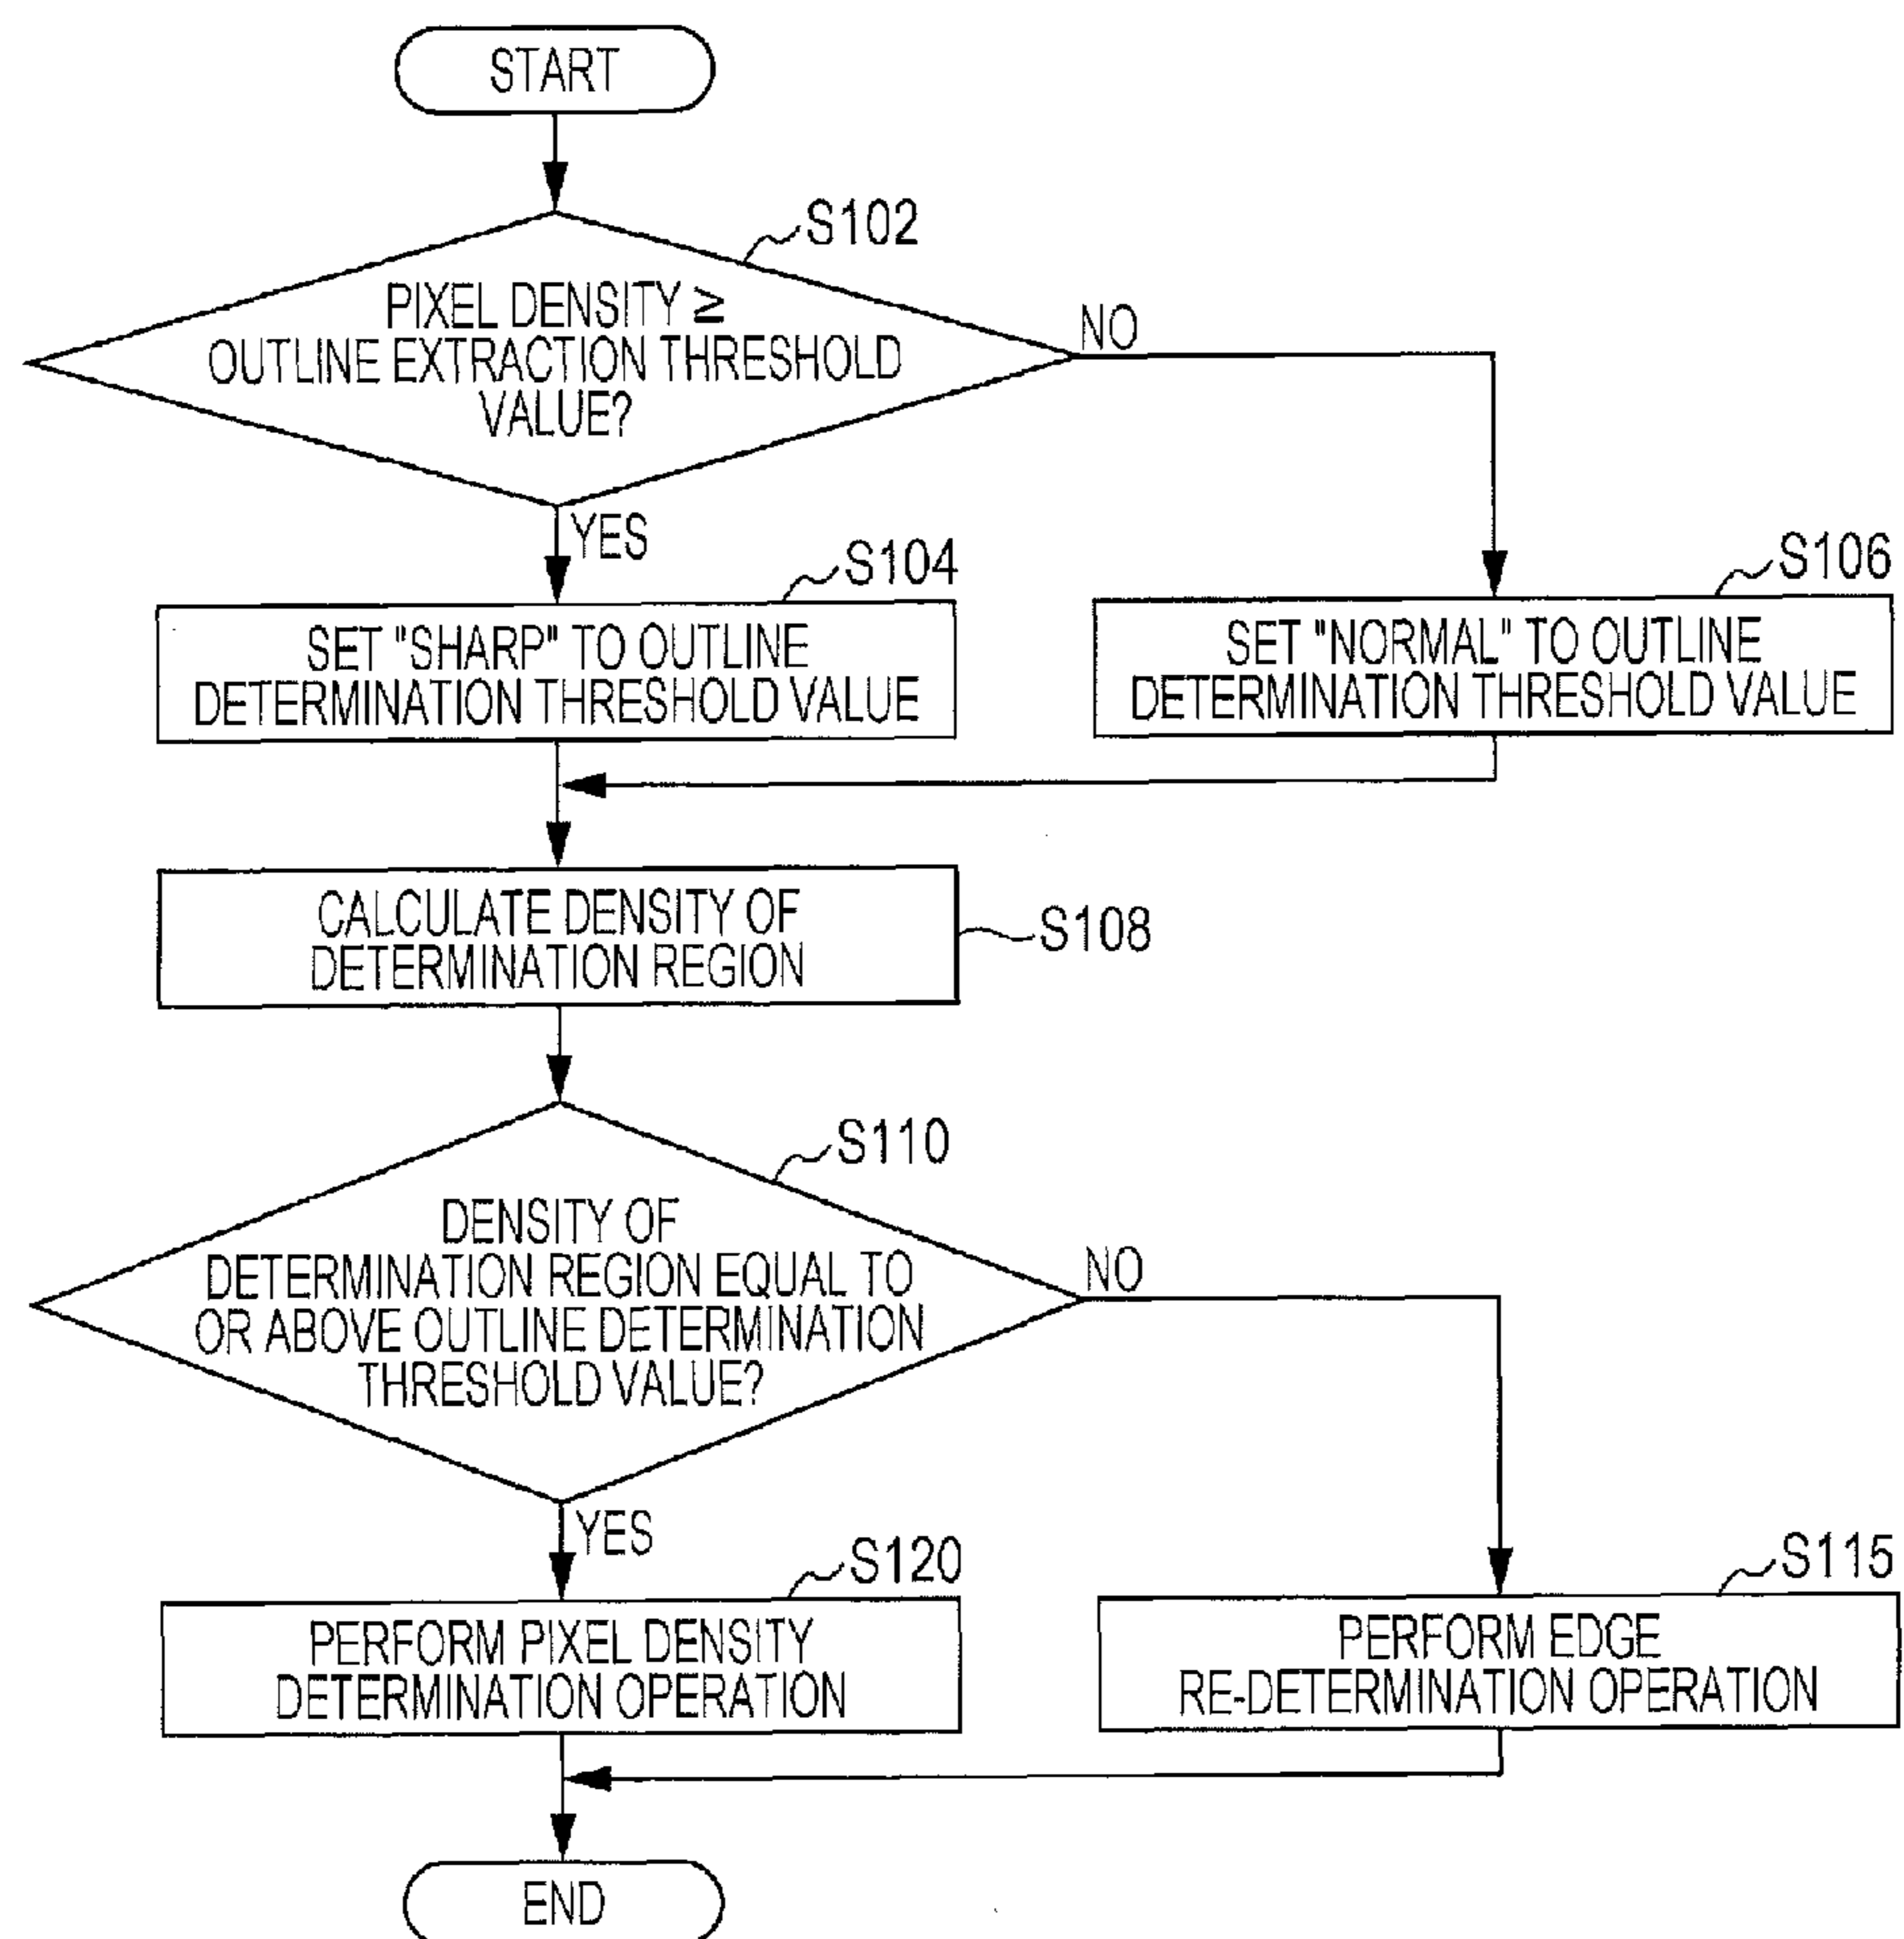 START
S102
PIXEL DENSITY ≥
OUTLINE EXTRACTION THRESHOLD
VALUE?
NO
YES
S104
SET "SHARP" TO OUTLINE
DETERMINATION THRESHOLD VALUE
S106
SET "NORMAL" TO OUTLINE
DETERMINATION THRESHOLD VALUE
CALCULATE DENSITY OF
DETERMINATION REGION
S108
S110
DENSITY OF
DETERMINATION REGION EQUAL TO
OR ABOVE OUTLINE DETERMINATION
THRESHOLD VALUE?
NO
YES
S120
PERFORM PIXEL DENSITY
DETERMINATION OPERATION
S115
PERFORM EDGE
RE-DETERMINATION OPERATION
END